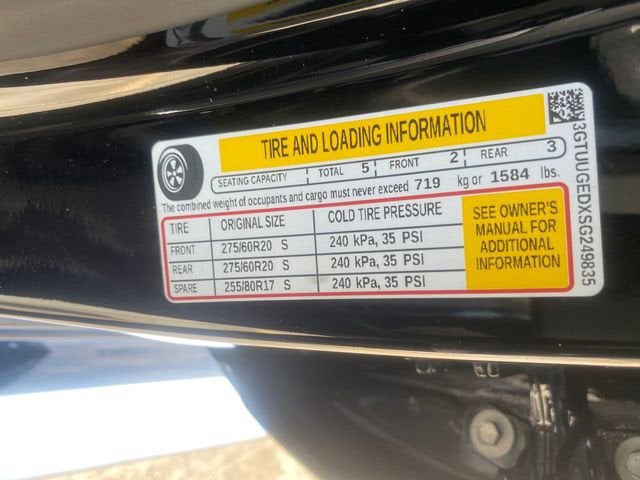 TIRE AND LOADING INFORMATION
SEATING CAPACITY TOTAL 5 FRONT 2 REAR 3
The combined weight of occupants and cargo must never exceed 719 kg or 1584 lbs.
TIRE ORIGINAL SIZE COLD TIRE PRESSURE
FRONT 275/60R20 S 240 kPa, 35 PSI
REAR 275/60R20 S 240 kPa, 35 PSI
SPARE 255/80R17 S 240 kPa, 35 PSI
SEE OWNER'S
MANUAL FOR
ADDITIONAL
INFORMATION
3GTUUGEDXSG249835